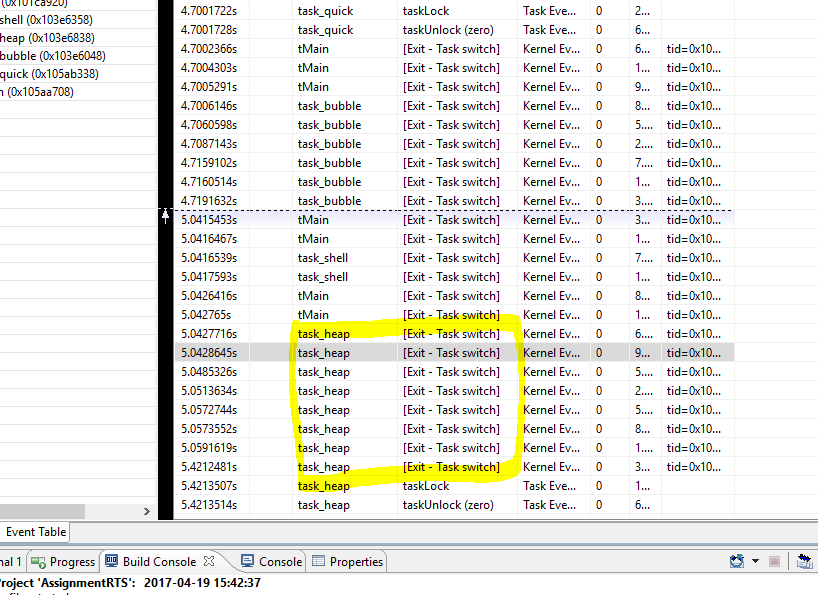 (0x101ca920)
shell (0x103e6358)
heap (0x103e6838)
bubble (0x103e6048)
quick (0x105ab338)
n (0x105aa708)
4.7001722s task_quick taskLock Task Eve... 0 2...
4.7001728s task_quick taskUnlock (zero) Task Eve... 0 6...
4.7002366s tMain [Exit - Task switch] Kernel Ev... 0 6... tid=0x10...
4.7004303s tMain [Exit - Task switch] Kernel Ev... 0 1... tid=0x10...
4.7005291s tMain [Exit - Task switch] Kernel Ev... 0 9... tid=0x10...
4.7006146s task_bubble [Exit - Task switch] Kernel Ev... 0 8... tid=0x10...
4.7060598s task_bubble [Exit - Task switch] Kernel Ev... 0 5.... tid=0x10...
4.7087143s task_bubble [Exit - Task switch] Kernel Ev... 0 2.... tid=0x10...
4.7159102s task_bubble [Exit - Task switch] Kernel Ev... 0 7.... tid=0x10...
4.7160514s task_bubble [Exit - Task switch] Kernel Ev... 0 1... tid=0x10...
4.7191632s task_bubble [Exit - Task switch] Kernel Ev... 0 3.... tid=0x10...
5.0415453s tMain [Exit - Task switch] Kernel Ev... 0 3... tid=0x10...
5.0416467s tMain [Exit - Task switch] Kernel Ev... 0 1... tid=0x10...
5.0416539s task_shell [Exit - Task switch] Kernel Ev... 0 7.... tid=0x10...
5.0417593s task_shell [Exit - Task switch] Kernel Ev... 0 1... tid=0x10...
5.0426416s tMain [Exit - Task switch] Kernel Ev... 0 8... tid=0x10...
5.042765s tMain [Exit - Task switch] Kernel Ev... 0 1... tid=0x10...
5.0427716s task_heap [Exit - Task switch] Kernel Ev... 0 6.... tid=0x10...
5.0428645s task_heap [Exit - Task switch] Kernel Ev... 0 9... tid=0x10...
5.0485326s task_heap [Exit - Task switch] Kernel Ev... 0 5.... tid=0x10...
5.0513634s task_heap [Exit - Task switch] Kernel Ev... 0 2.... tid=0x10...
5.0572744s task_heap [Exit - Task switch] Kernel Ev... 0 5.... tid=0x10...
5.0573552s task_heap [Exit - Task switch] Kernel Ev... 0 8... tid=0x10...
5.0591619s task_heap [Exit - Task switch] Kernel Ev... 0 1.... tid=0x10...
5.4212481s task_heap [Exit - Task switch] Kernel Ev... 0 3... tid=0x10...
5.4213507s task_heap taskLock Task Eve... 0 1...
5.4213514s task_heap taskUnlock (zero) Task Eve... 0 6...
Event Table
nal 1 Progress Build Console Console Properties
Project 'AssignmentRTS': 2017-04-19 15:42:37